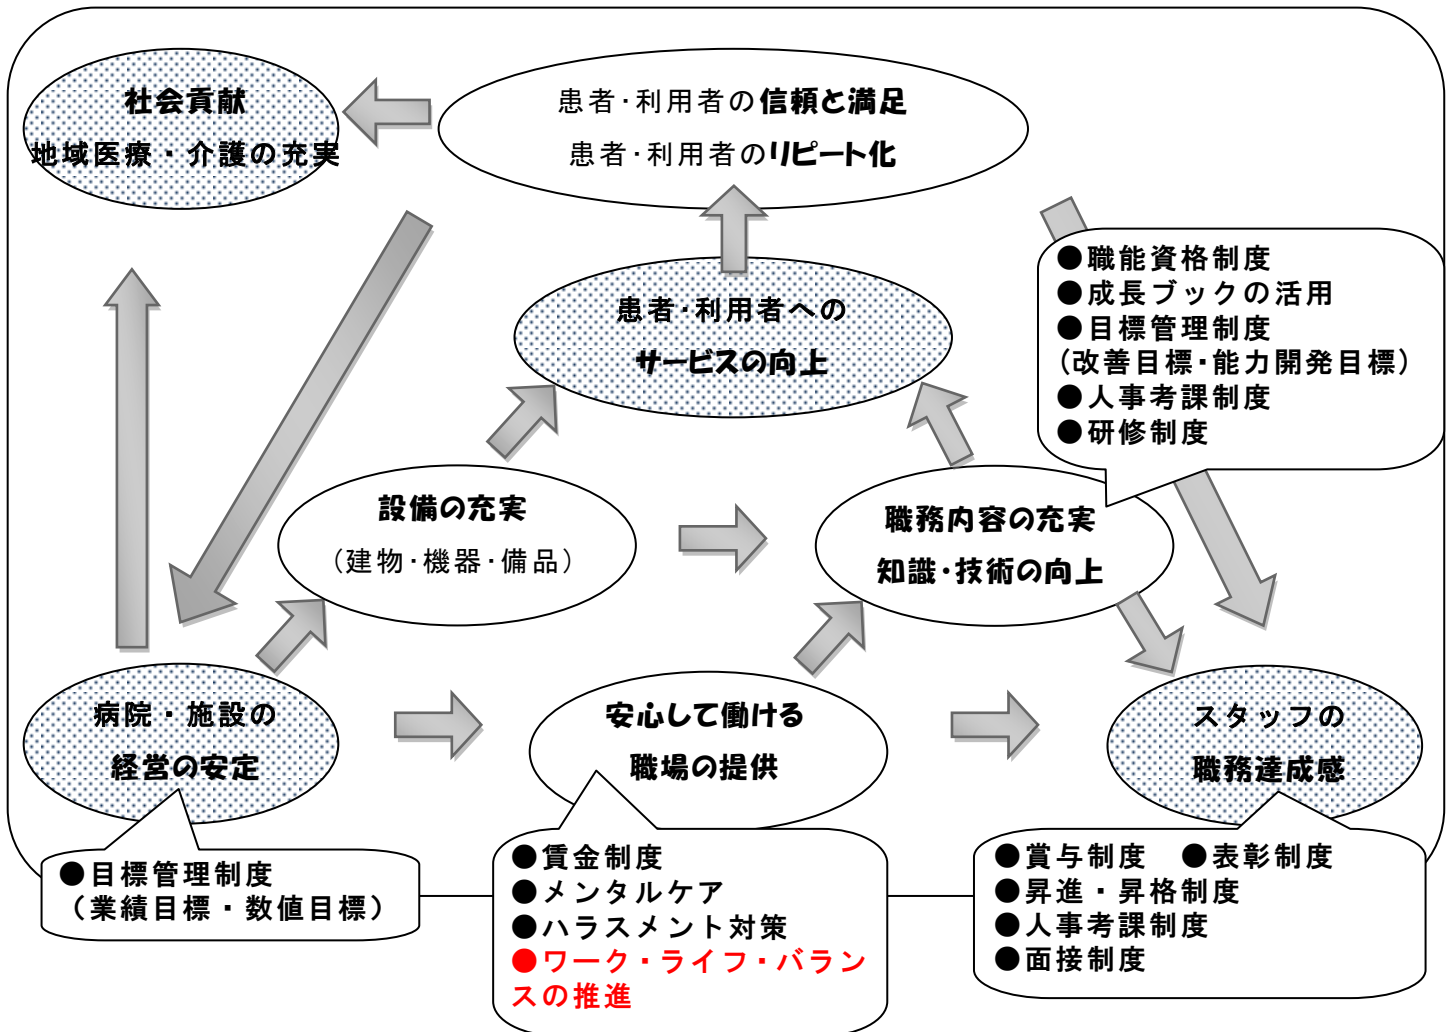 社会貢献
地域医療・介護の充実
患者・利用者の信頼と満足
患者・利用者のリピート化
患者・利用者への
サービスの向上
●職能資格制度
●成長ブックの活用
●目標管理制度
(改善目標・能力開発目標)
●人事考課制度
●研修制度
設備の充実
(建物・機器・備品)
職務内容の充実
知識・技術の向上
病院・施設の
経営の安定
安心して働ける
職場の提供
スタッフの
職務達成感
●目標管理制度
(業績目標・数値目標)
●賃金制度
●メンタルケア
●ハラスメント対策
●ワーク・ライフ・バラン
スの推進
●賞与制度 ●表彰制度
●昇進・昇格制度
●人事考課制度
●面接制度